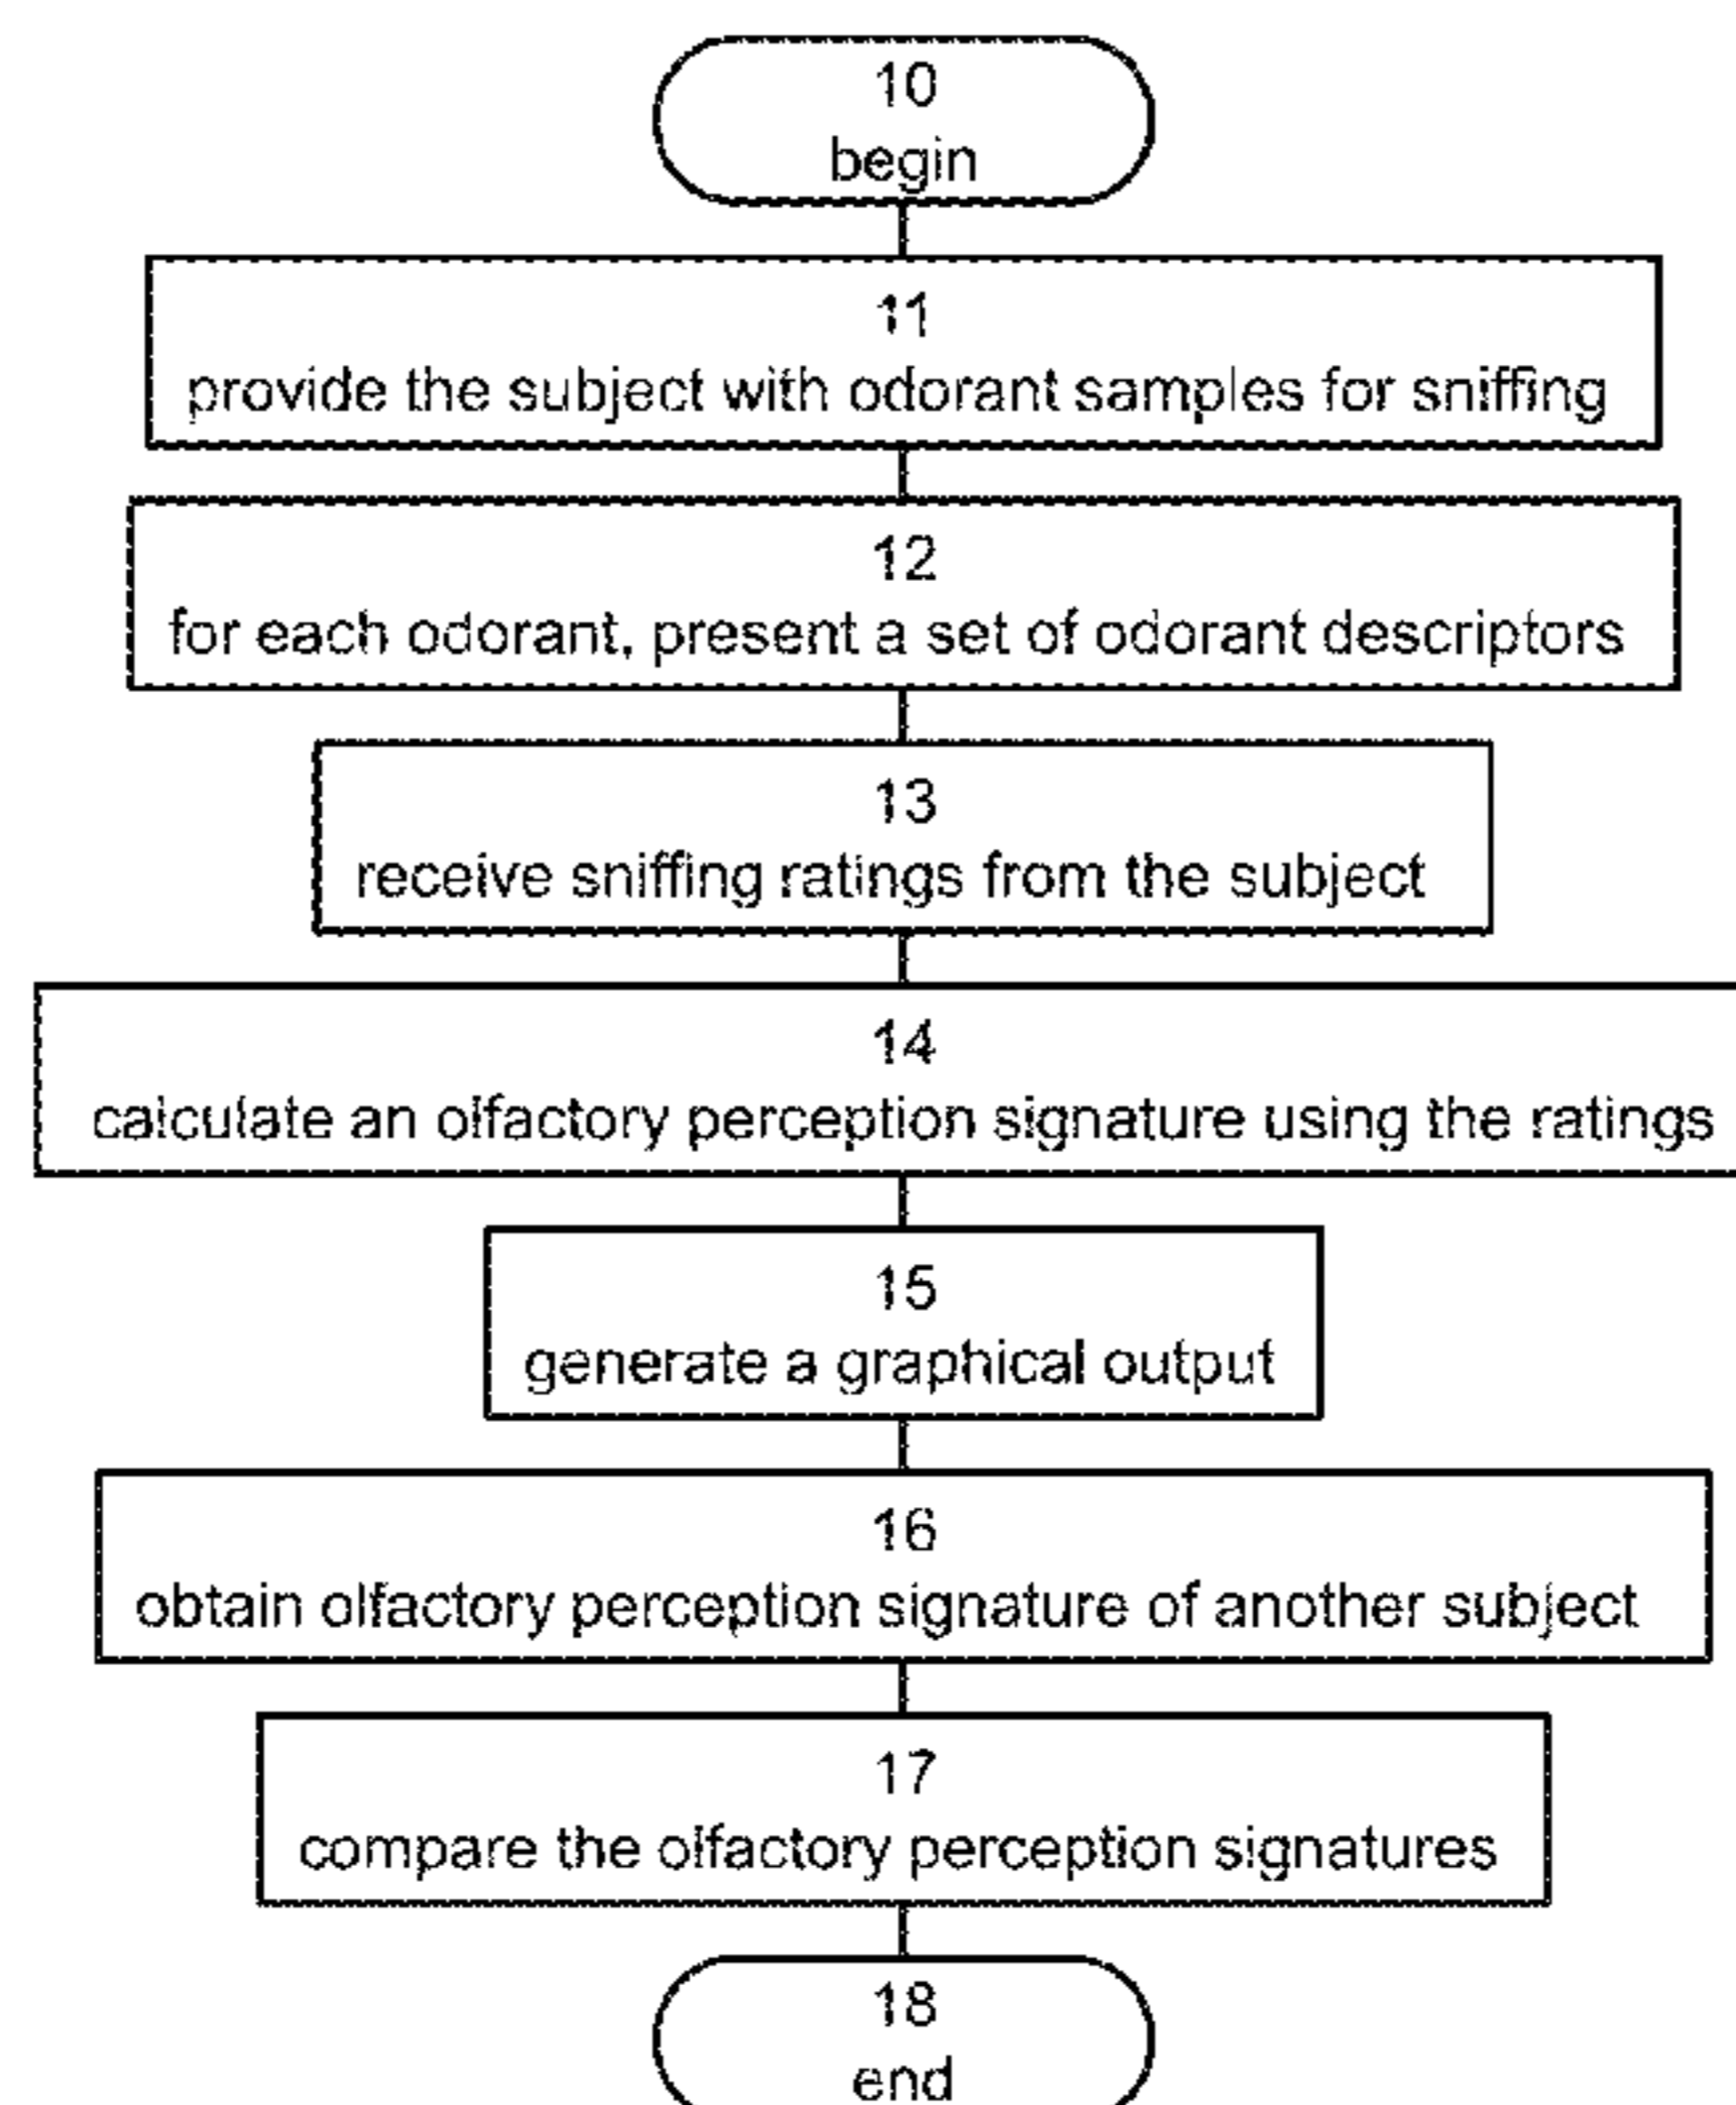 10
begin
11
provide the subject with odorant samples for sniffing
12
for each odorant, present a set of odorant descriptors
13
receive sniffing ratings from the subject
14
calculate an olfactory perception signature using the ratings
15
generate a graphical output
16
obtain olfactory perception signature of another subject
17
compare the olfactory perception signatures
18
end